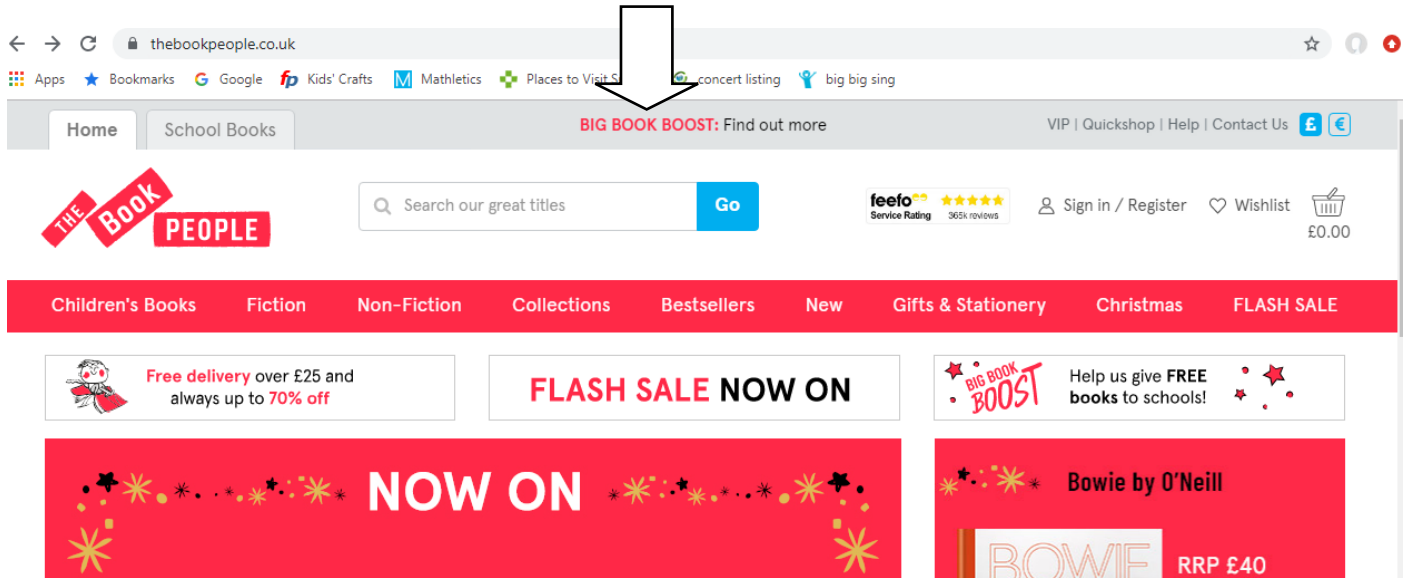 thebookpeople.co.uk
Apps Bookmarks Google Kids' Crafts Mathletics Places to Visit concert listing big big sing
Home School Books BIG BOOK BOOST: Find out more VIP | Quickshop | Help | Contact Us £ €
THE BOOK PEOPLE
Search our great titles Go
feefo Service Rating 365k reviews
Sign in / Register Wishlist
£0.00
Children's Books Fiction Non-Fiction Collections Bestsellers New Gifts & Stationery Christmas FLASH SALE
Free delivery over £25 and
always up to 70% off
FLASH SALE NOW ON
BIG BOOK
BOOST
Help us give FREE
books to schools!
NOW ON
Bowie by O'Neill
BOWIE
RRP £40